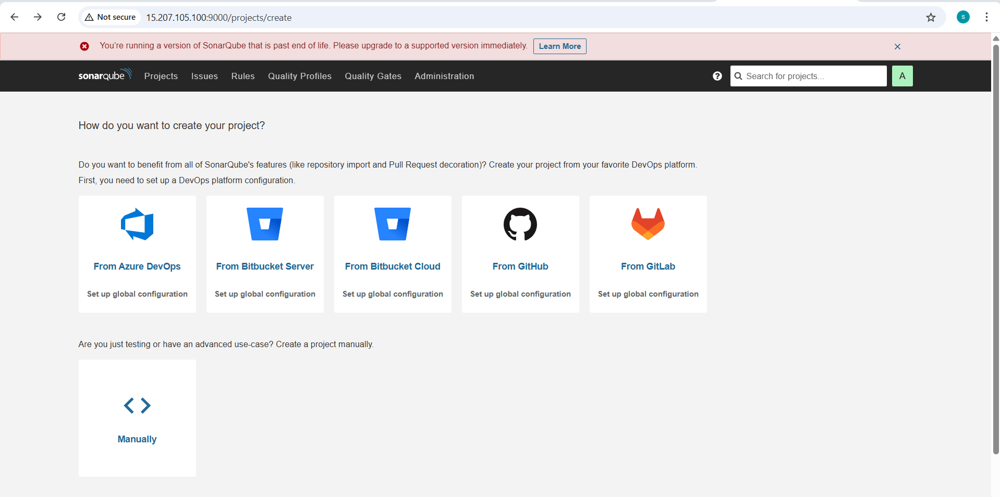 Not secure 15.207.105.100:9000/projects/create S
You're running a version of SonarQube that is past end of life. Please upgrade to a supported version immediately. Learn More
sonarqube Projects Issues Rules Quality Profiles Quality Gates Administration ? Search for projects... A
How do you want to create your project?
Do you want to benefit from all of SonarQube's features (like repository import and Pull Request decoration)? Create your project from your favorite DevOps platform.
First, you need to set up a DevOps platform configuration.
From Azure DevOps From Bitbucket Server From Bitbucket Cloud From GitHub From GitLab
Set up global configuration Set up global configuration Set up global configuration Set up global configuration Set up global configuration
Are you just testing or have an advanced use-case? Create a project manually.
Manually